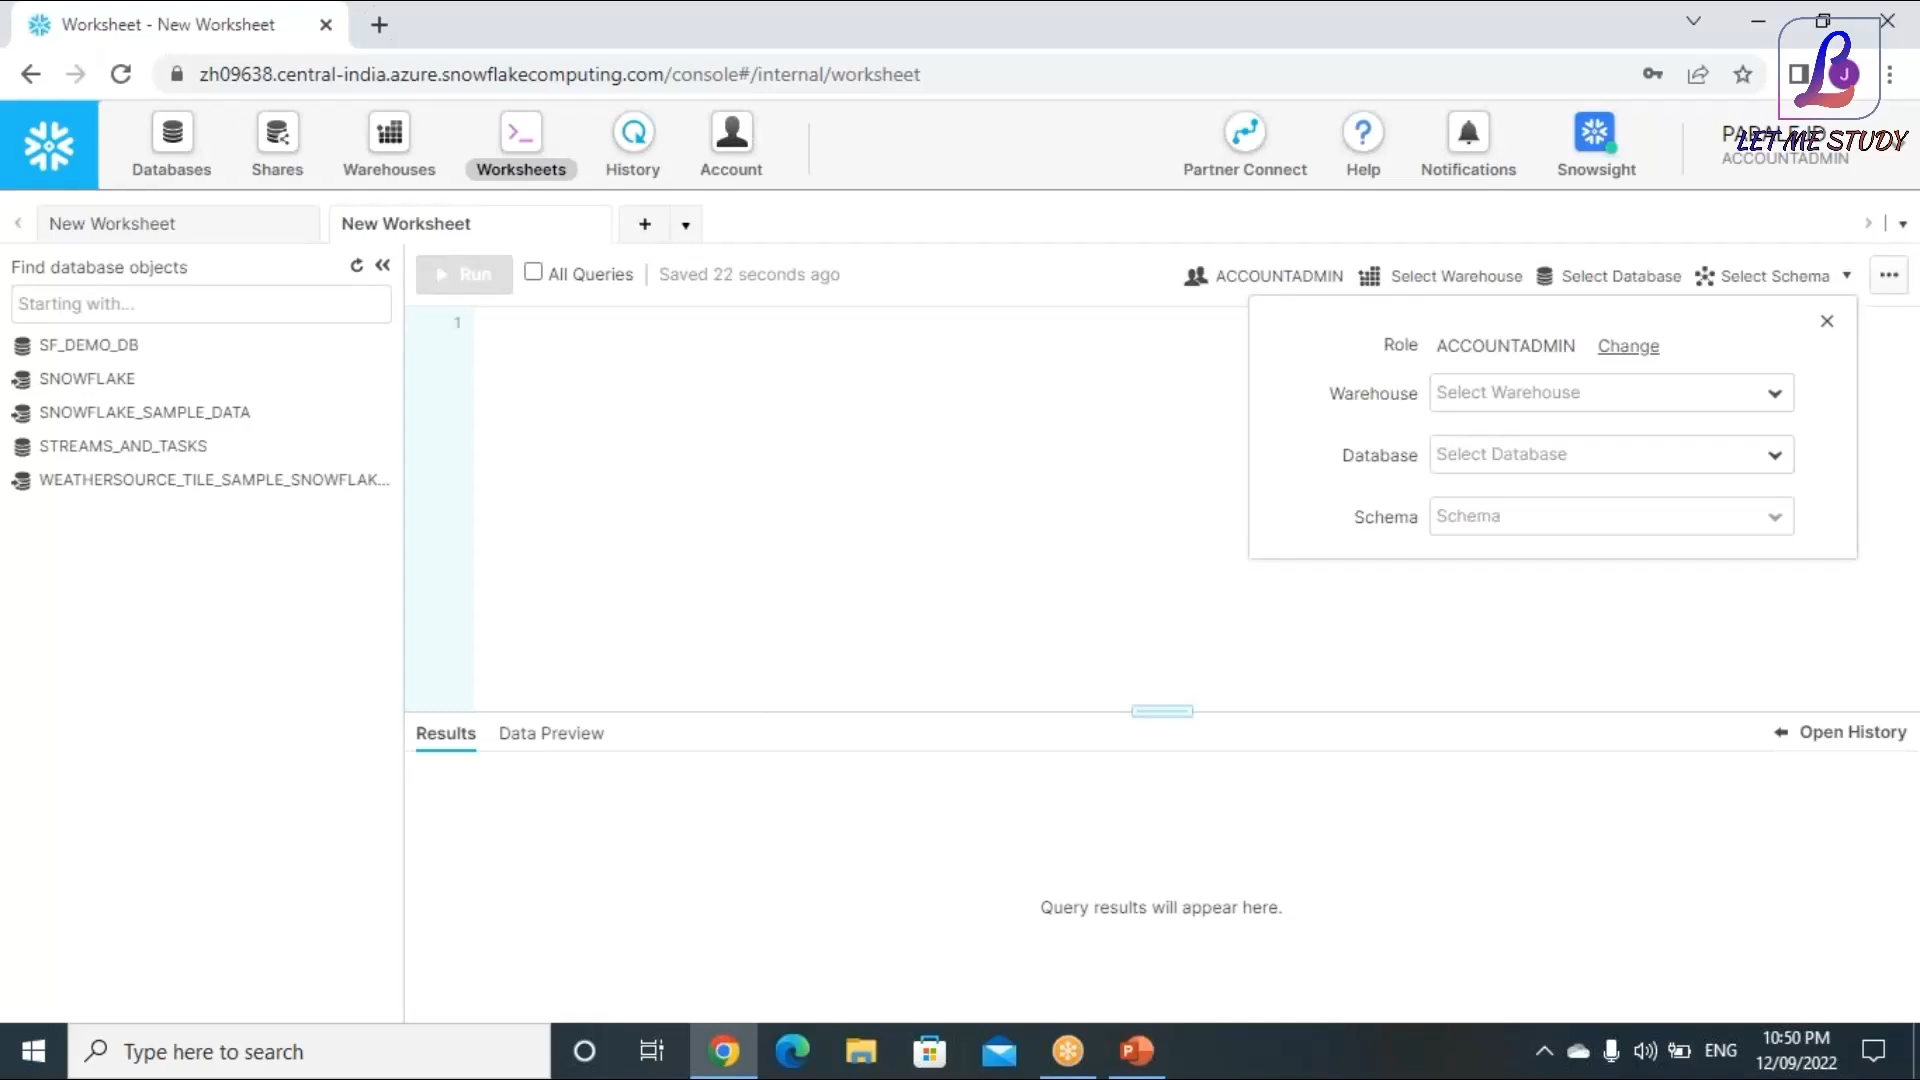 Worksheet - New Worksheet
zh09638.central-india.azure.snowflakecomputing.com/console#/internal/worksheet
J
Databases
Shares
Warehouses
Worksheets
History
Account
Partner Connect
Help
Notifications
Snowsight
LET ME STUDY
ACCOUNTADMIN
New Worksheet
New Worksheet
Find database objects
Starting with...
SF_DEMO_DB
SNOWFLAKE
SNOWFLAKE_SAMPLE_DATA
STREAMS_AND_TASKS
WEATHERSOURCE_TILE_SAMPLE_SNOWFLAK...
Run
All Queries
Saved 22 seconds ago
ACCOUNTADMIN
Select Warehouse
Select Database
Select Schema
1
Role ACCOUNTADMIN Change
Warehouse Select Warehouse
Database Select Database
Schema Schema
Results Data Preview
Open History
Query results will appear here.
Type here to search
ENG
10:50 PM
12/09/2022